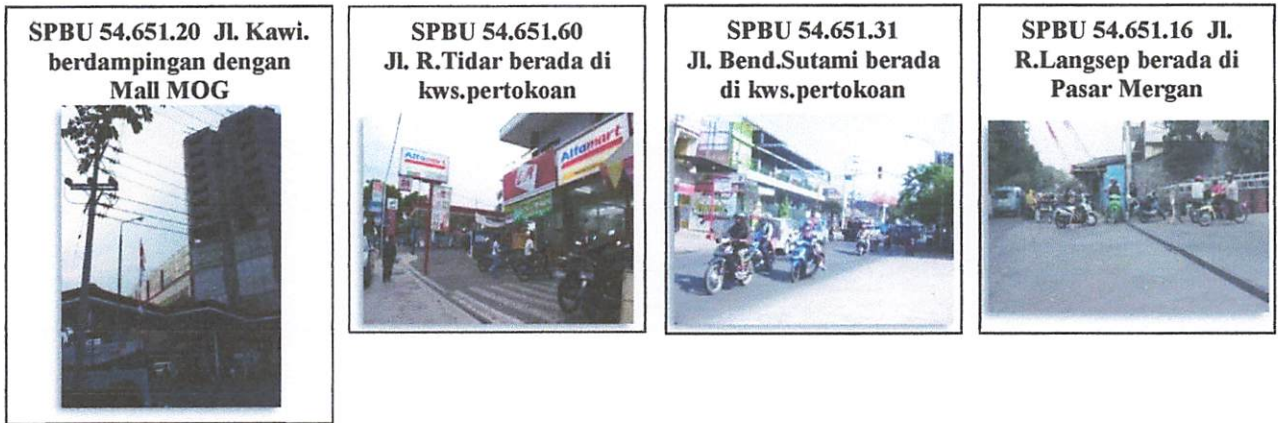 SPBU 54.651.20 Jl. Kawi.
berdampingan dengan
Mall MOG
SPBU 54.651.60
Jl. R.Tidar berada di
kws.pertokoan
Alfamart
Alfamart
SPBU 54.651.31
Jl. Bend.Sutami berada
di kws.pertokoan
SPBU 54.651.16 Jl.
R.Langsep berada di
Pasar Mergan